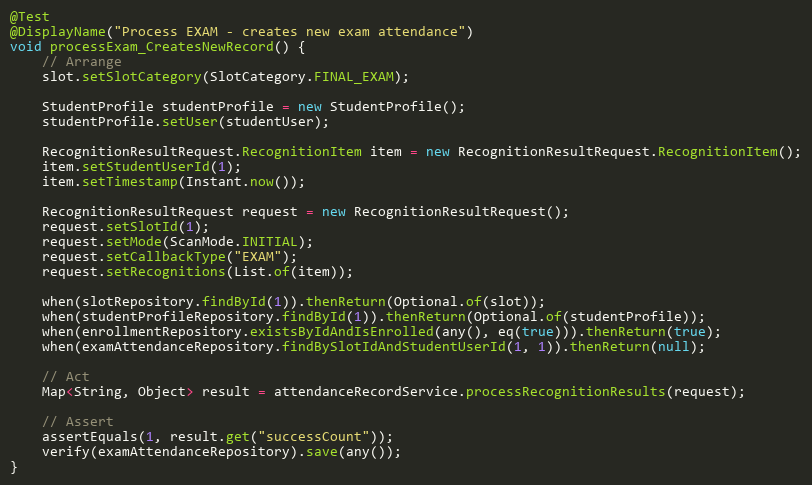 @Test
@DisplayName("Process EXAM - creates new exam attendance")
void processExam_CreatesNewRecord() {
    // Arrange
    slot.setSlotCategory(SlotCategory.FINAL_EXAM);

    StudentProfile studentProfile = new StudentProfile();
    studentProfile.setUser(studentUser);

    RecognitionResultRequest.RecognitionItem item = new RecognitionResultRequest.RecognitionItem();
    item.setStudentUserId(1);
    item.setTimestamp(Instant.now());

    RecognitionResultRequest request = new RecognitionResultRequest();
    request.setSlotId(1);
    request.setMode(ScanMode.INITIAL);
    request.setCallbackType("EXAM");
    request.setRecognitions(List.of(item));

    when(slotRepository.findById(1)).thenReturn(Optional.of(slot));
    when(studentProfileRepository.findById(1)).thenReturn(Optional.of(studentProfile));
    when(enrollmentRepository.existsByIdAndIsEnrolled(any(), eq(true))).thenReturn(true);
    when(examAttendanceRepository.findBySlotIdAndStudentUserId(1, 1)).thenReturn(null);

    // Act
    Map<String, Object> result = attendanceRecordService.processRecognitionResults(request);

    // Assert
    assertEquals(1, result.get("successCount"));
    verify(examAttendanceRepository).save(any());
}